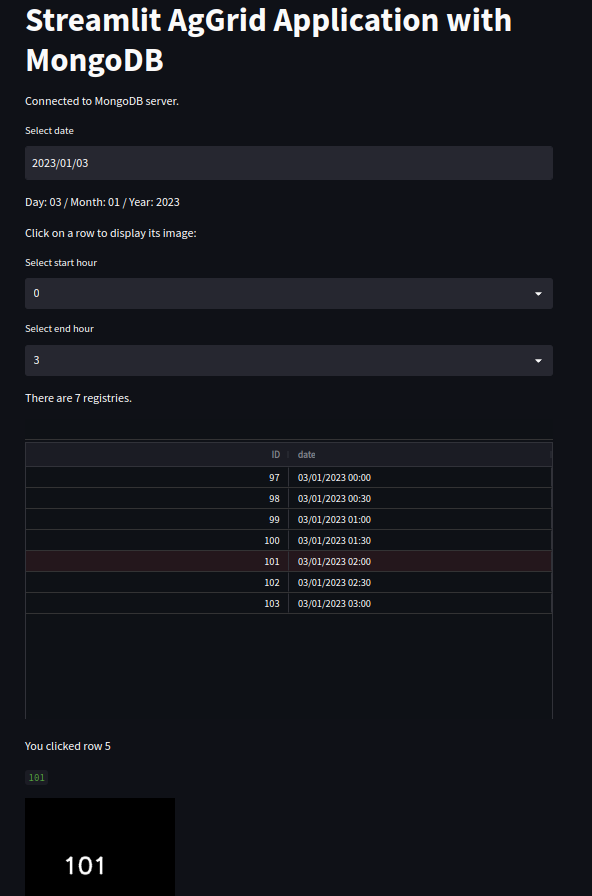 Streamlit AgGrid Application with
MongoDB
Connected to MongoDB server.
Select date
2023/01/03
Day: 03 / Month: 01 / Year: 2023
Click on a row to display its image:
Select start hour
0
Select end hour
3
There are 7 registries.
ID date
97 03/01/2023 00:00
98 03/01/2023 00:30
99 03/01/2023 01:00
100 03/01/2023 01:30
101 03/01/2023 02:00
102 03/01/2023 02:30
103 03/01/2023 03:00
You clicked row 5
101
101